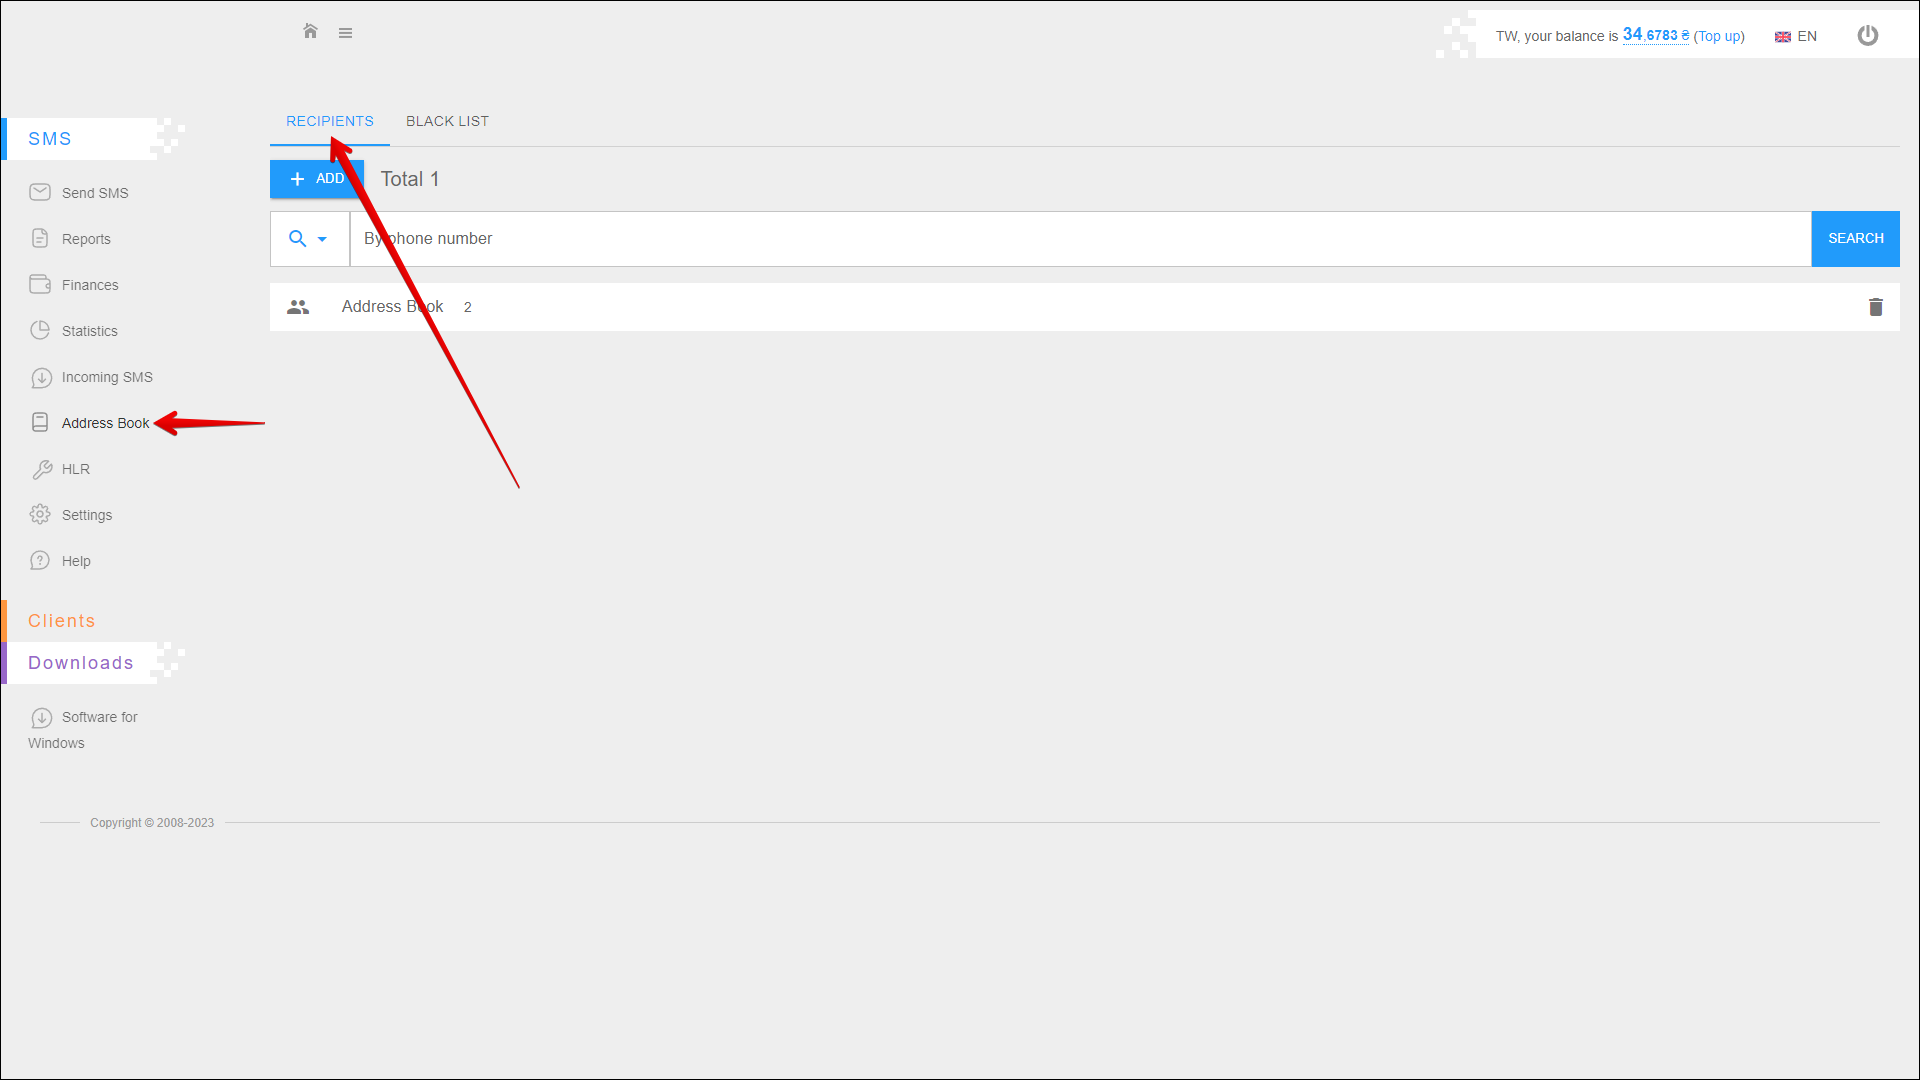 TW, your balance is 34,6783 ₴ (Top up)
EN
SMS
Send SMS
Reports
Finances
Statistics
Incoming SMS
Address Book
HLR
Settings
Help
Clients
Downloads
Software for
Windows
RECIPIENTS
BLACK LIST
ADD
Total 1
By phone number
SEARCH
Address Book 2
Copyright © 2008-2023